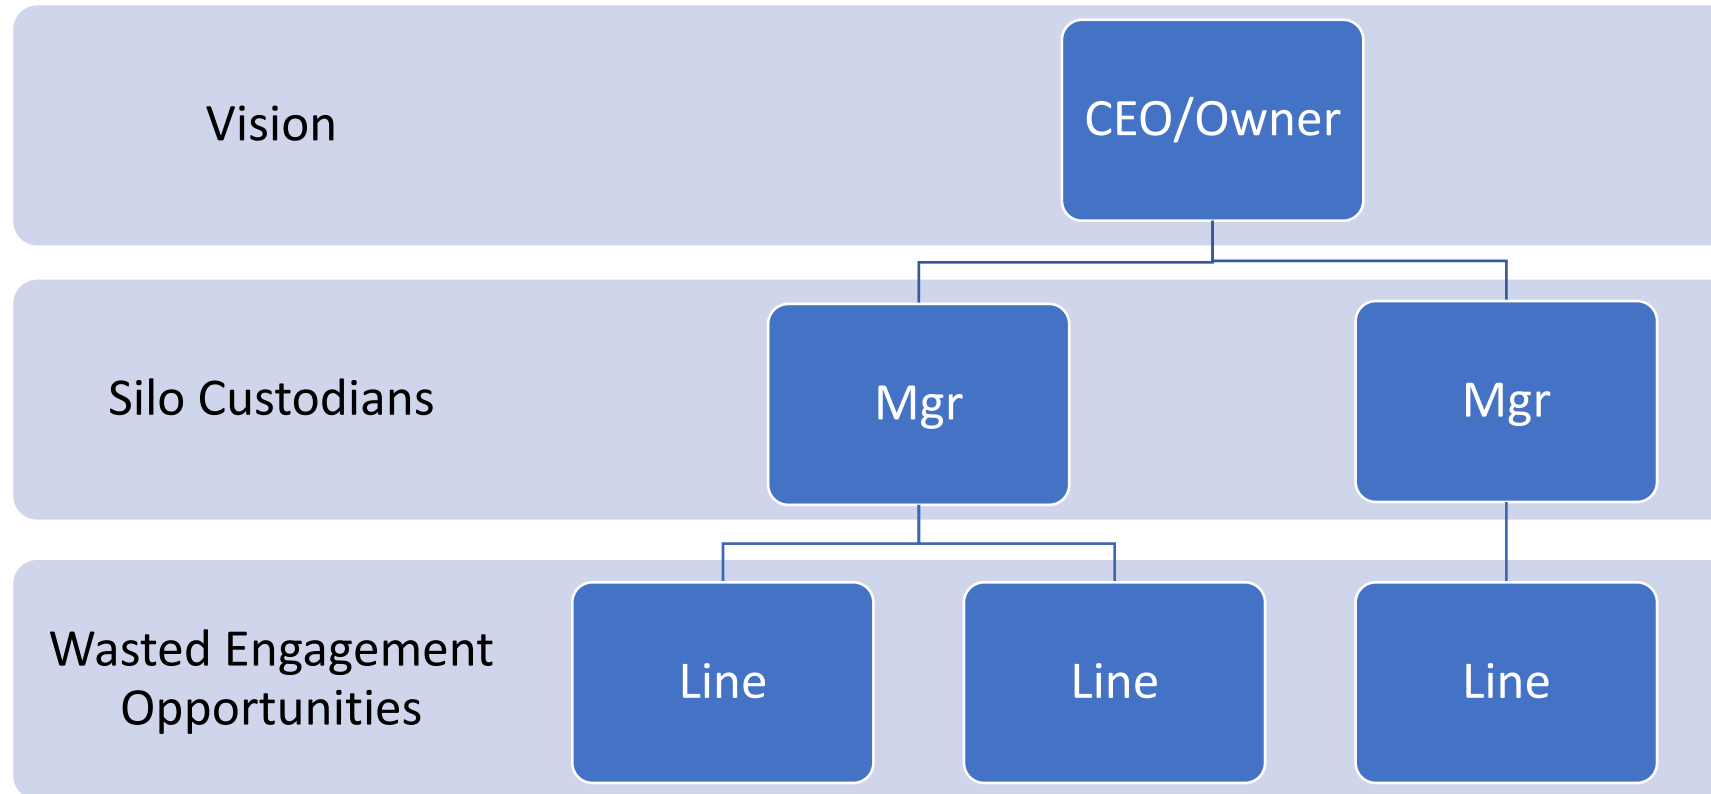 Vision
CEO/Owner
Silo Custodians
Mgr
Mgr
Wasted Engagement
Opportunities
Line
Line
Line